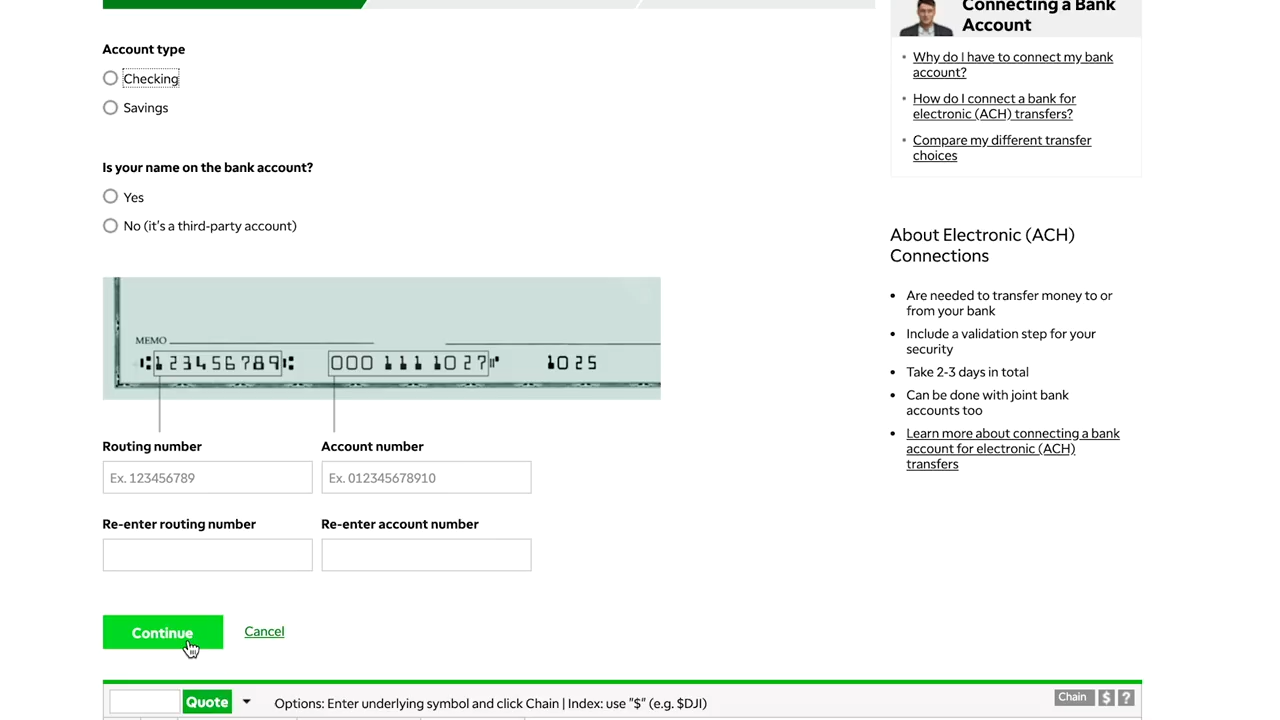 Connecting a Bank
Account
Why do I have to connect my bank
account?
How do I connect a bank for
electronic (ACH) transfers?
Compare my different transfer
choices
Account type
Checking
Savings
Is your name on the bank account?
Yes
No (it's a third-party account)
MEMO
123456789 000 111 1027 1025
Routing number Account number
Ex. 123456789 Ex. 012345678910
Re-enter routing number Re-enter account number
Continue Cancel
About Electronic (ACH)
Connections
Are needed to transfer money to or
from your bank
Include a validation step for your
security
Take 2-3 days in total
Can be done with joint bank
accounts too
Learn more about connecting a bank
account for electronic (ACH)
transfers
Quote Options: Enter underlying symbol and click Chain | Index: use "$" (e.g. $DJI) Chain $ ?